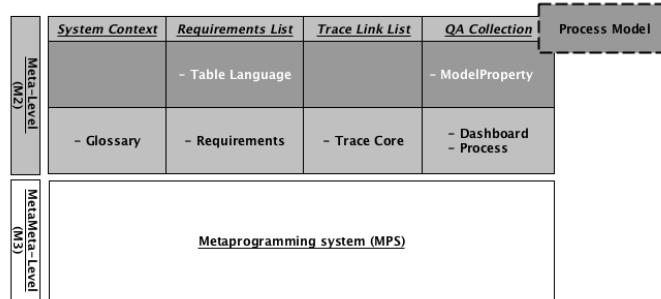 System Context
Requirements List
Trace Link List
QA Collection
Process Model
Meta-Level
(M2)
- Table Language
- ModelProperty
- Glossary
- Requirements
- Trace Core
- Dashboard
- Process
MetaMeta-Level
(M3)
Metaprogramming system (MPS)